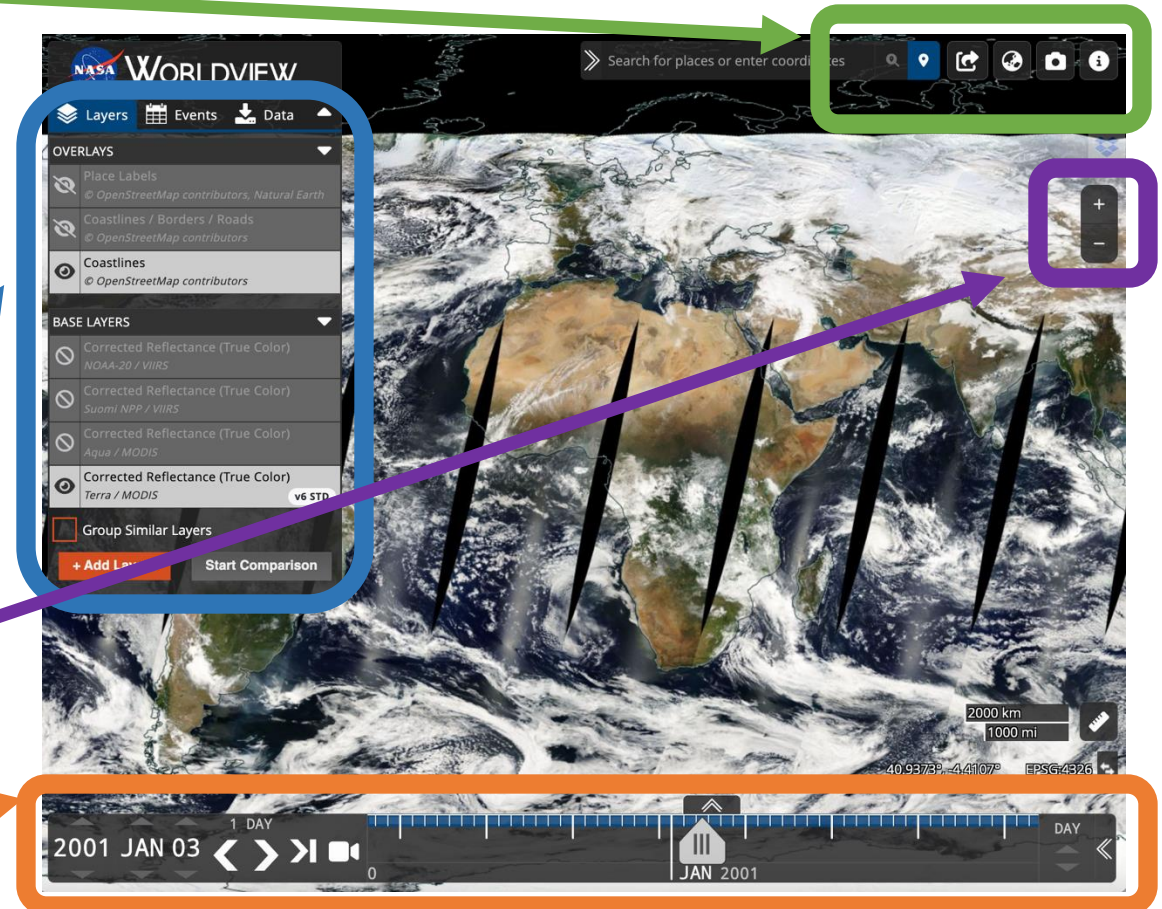 NASA WORLDVIEW
Search for places or enter coordinates
Layers Events Data
OVERLAYS
Place Labels
© OpenStreetMap contributors, Natural Earth
Coastlines / Borders / Roads
© OpenStreetMap contributors
Coastlines
© OpenStreetMap contributors
BASE LAYERS
Corrected Reflectance (True Color)
NOAA-20 / VIIRS
Corrected Reflectance (True Color)
Suomi NPP / VIIRS
Corrected Reflectance (True Color)
Aqua / MODIS
Corrected Reflectance (True Color)
Terra / MODIS v6 STD
Group Similar Layers
+ Add Start Comparison
2000 km
1000 mi
40.9373°, -4.4107° EPSG:4326
1 DAY
2001 JAN 03
DAY
0 JAN 2001